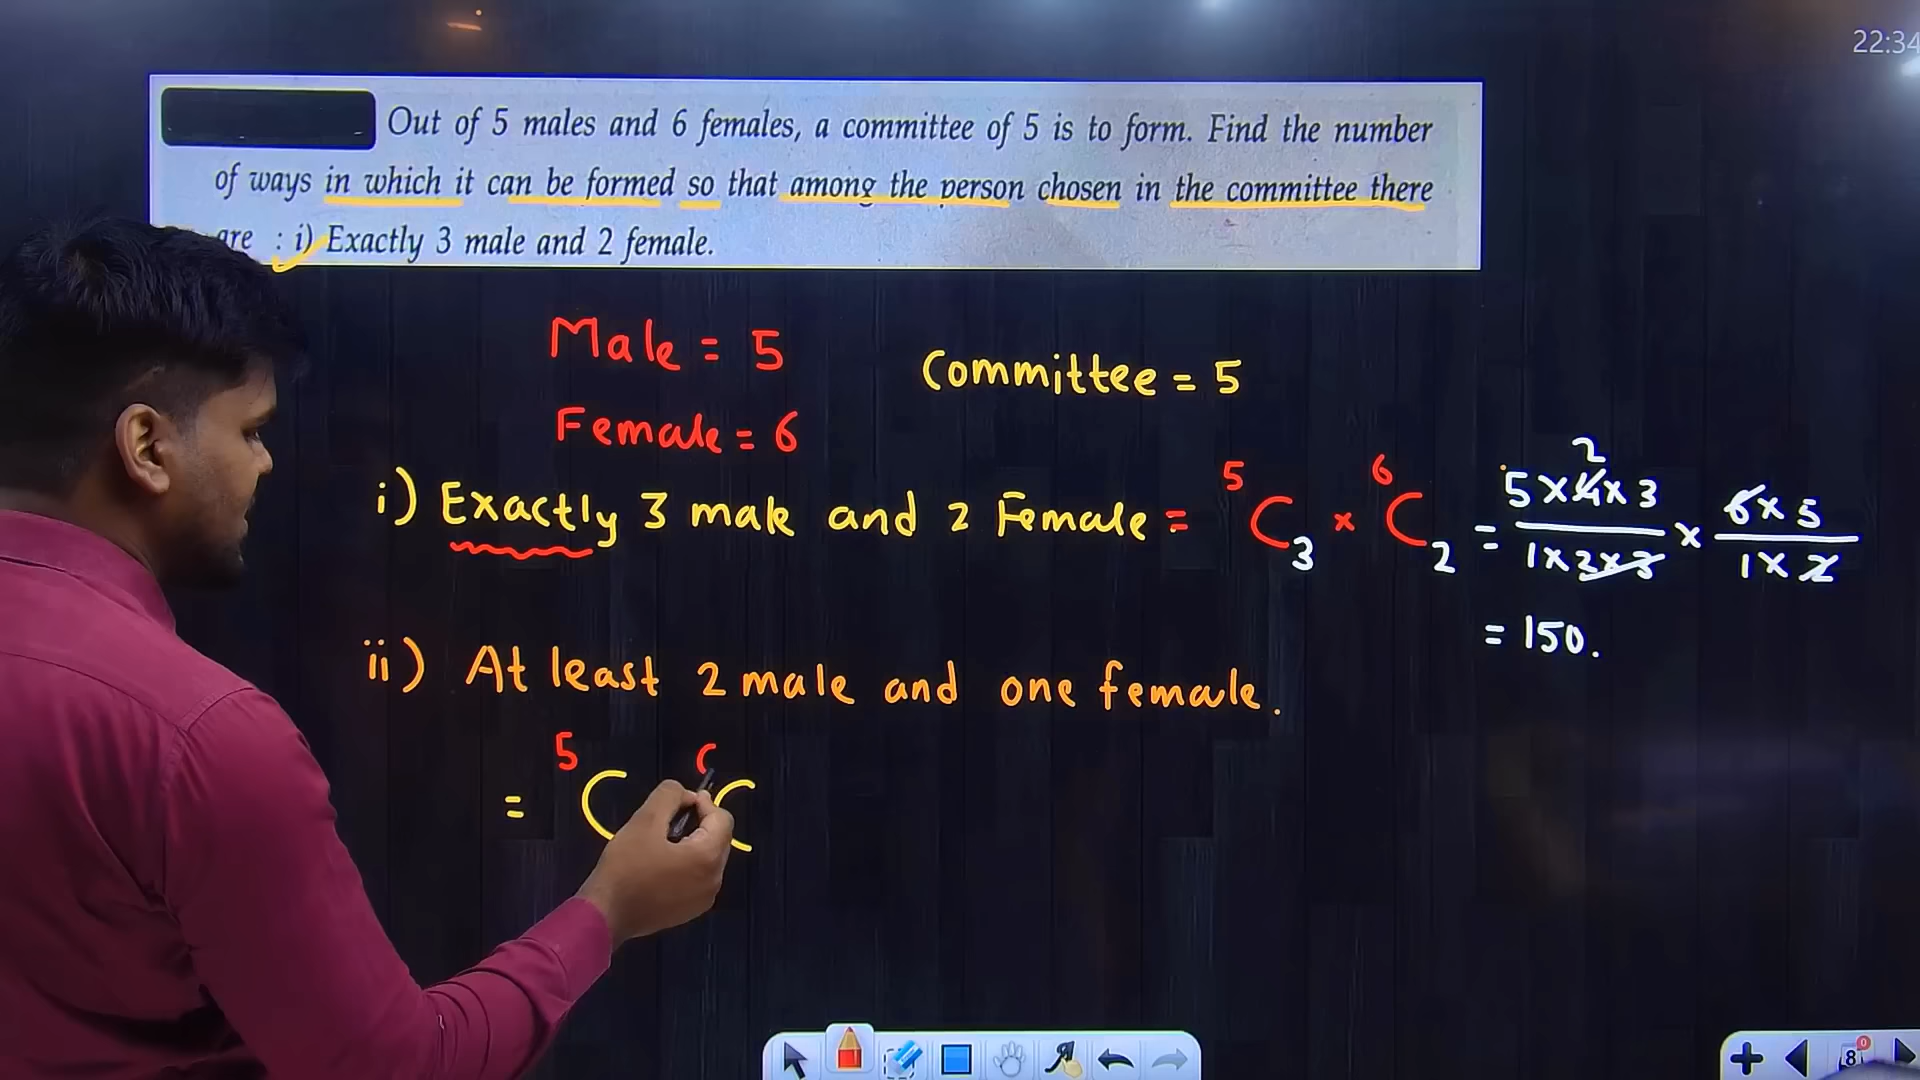 22:34
Out of 5 males and 6 females, a committee of 5 is to form. Find the number
of ways in which it can be formed so that among the person chosen in the committee there
are : i) Exactly 3 male and 2 female.
Male = 5
Committee = 5
Female = 6
i) Exactly 3 male and 2 Female = ⁵C₃ × ⁶C₂ = 5×4×3/1×2×3 × 6×5/1×2
2
= 150.
ii) At least 2 male and one female.
= ⁵C ⁶C
8
0